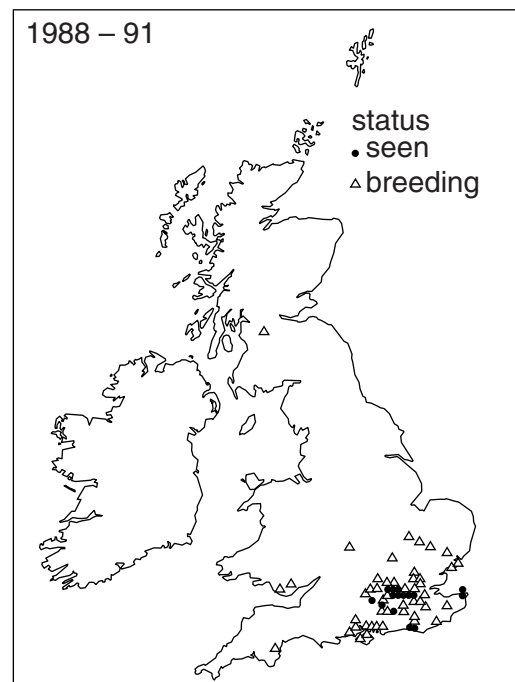 1988 – 91
status
seen
breeding